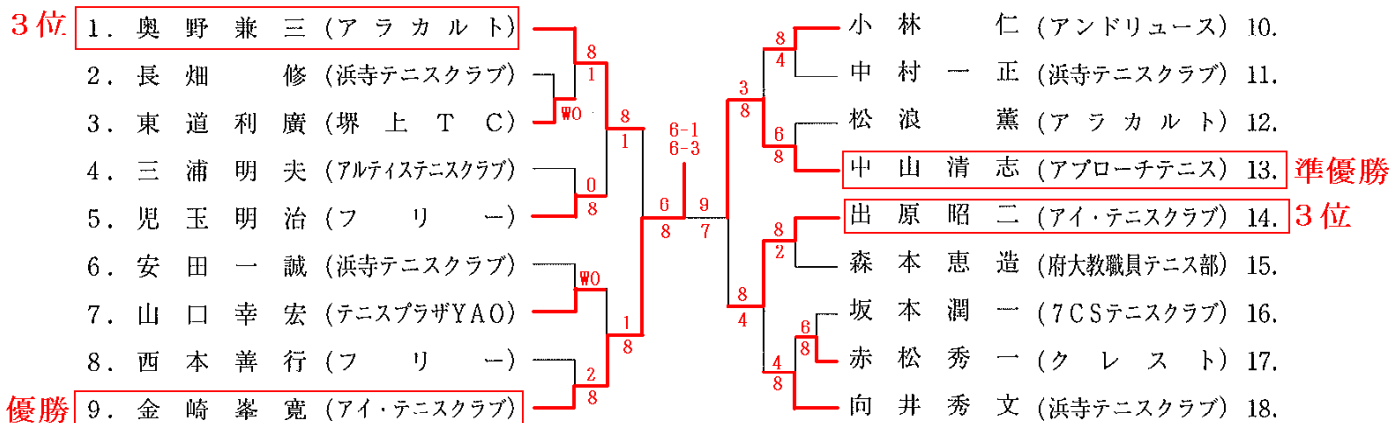 3位 1. 奥野兼三 (アラカルト)
2. 長畑 修 (浜寺テニスクラブ)
3. 東道利廣 (堺上TC)
4. 三浦明夫 (アルティステニスクラブ)
5. 児玉明治 (フリー)
6. 安田一誠 (浜寺テニスクラブ)
7. 山口幸宏 (テニスプラザYAO)
8. 西本善行 (フリー)
優勝 9. 金崎峯寛 (アイ・テニスクラブ)
8
1
WO
8
1
0
8
WO
1
8
2
8
6
8
6-1
6-3
9
7
3
8
8
4
6
8
8
4
8
2
6
8
4
8
小林 仁 (アンドリュース) 10.
中村一正 (浜寺テニスクラブ) 11.
松浪 薫 (アラカルト) 12.
中山清志 (アプローチテニス) 13. 準優勝
出原昭二 (アイ・テニスクラブ) 14. 3位
森本恵造 (府大教職員テニス部) 15.
坂本潤一 (7CSテニスクラブ) 16.
赤松秀一 (クレスト) 17.
向井秀文 (浜寺テニスクラブ) 18.